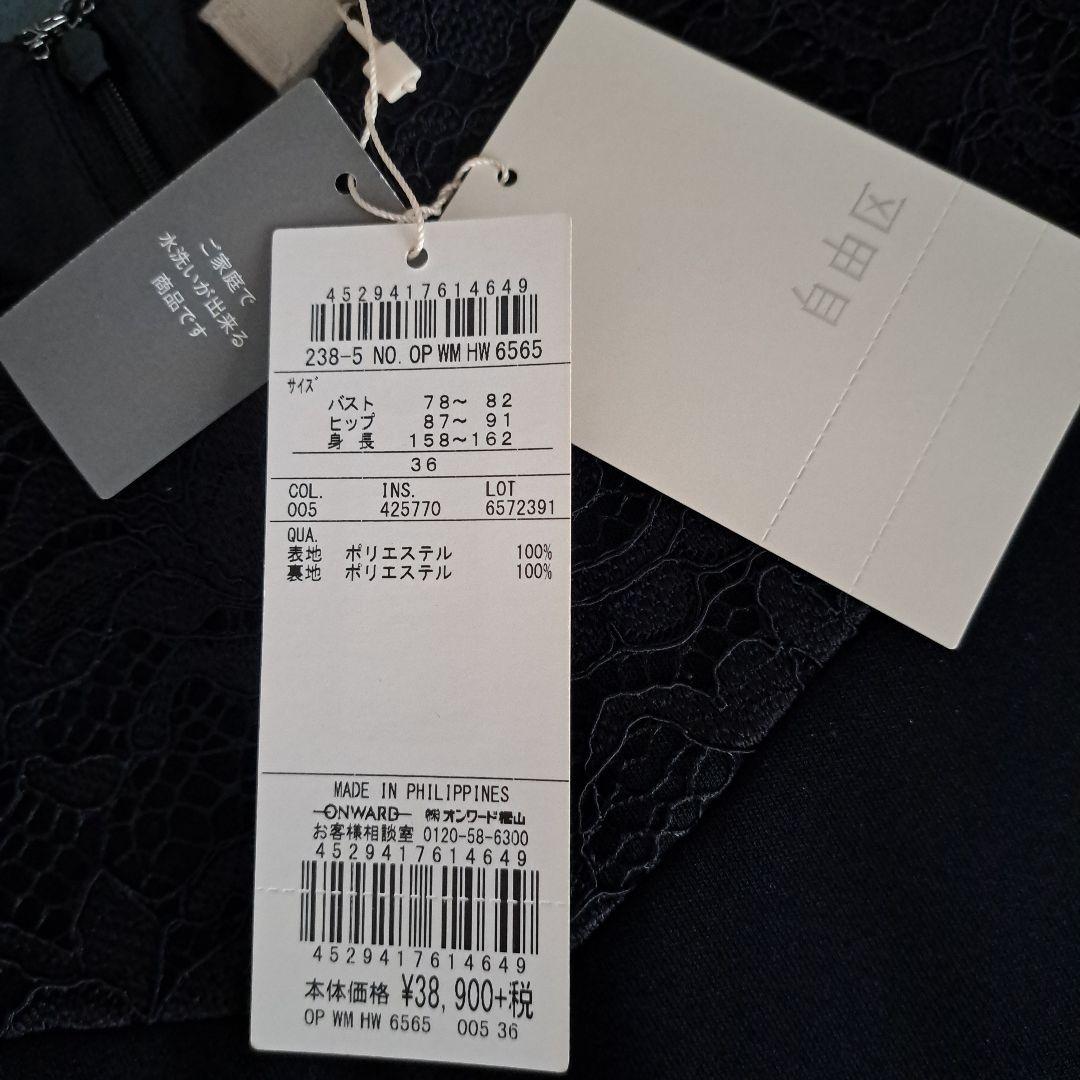 ご家庭で
水洗いが出来る
商品です
自由区
4529417614649
238-5 NO. OP WM HW 6565
サイズ
バスト 78〜 82
ヒップ 87〜 91
身 長 158〜162
36
COL. INS. LOT
005 425770 6572391
QUA.
表地 ポリエステル 100%
裏地 ポリエステル 100%
MADE IN PHILIPPINES
ONWARD ㈱オンワード樫山
お客様相談室 0120-58-6300
4529417614649
4529417614649
本体価格 ¥38,900+税
OP WM HW 6565 005 36